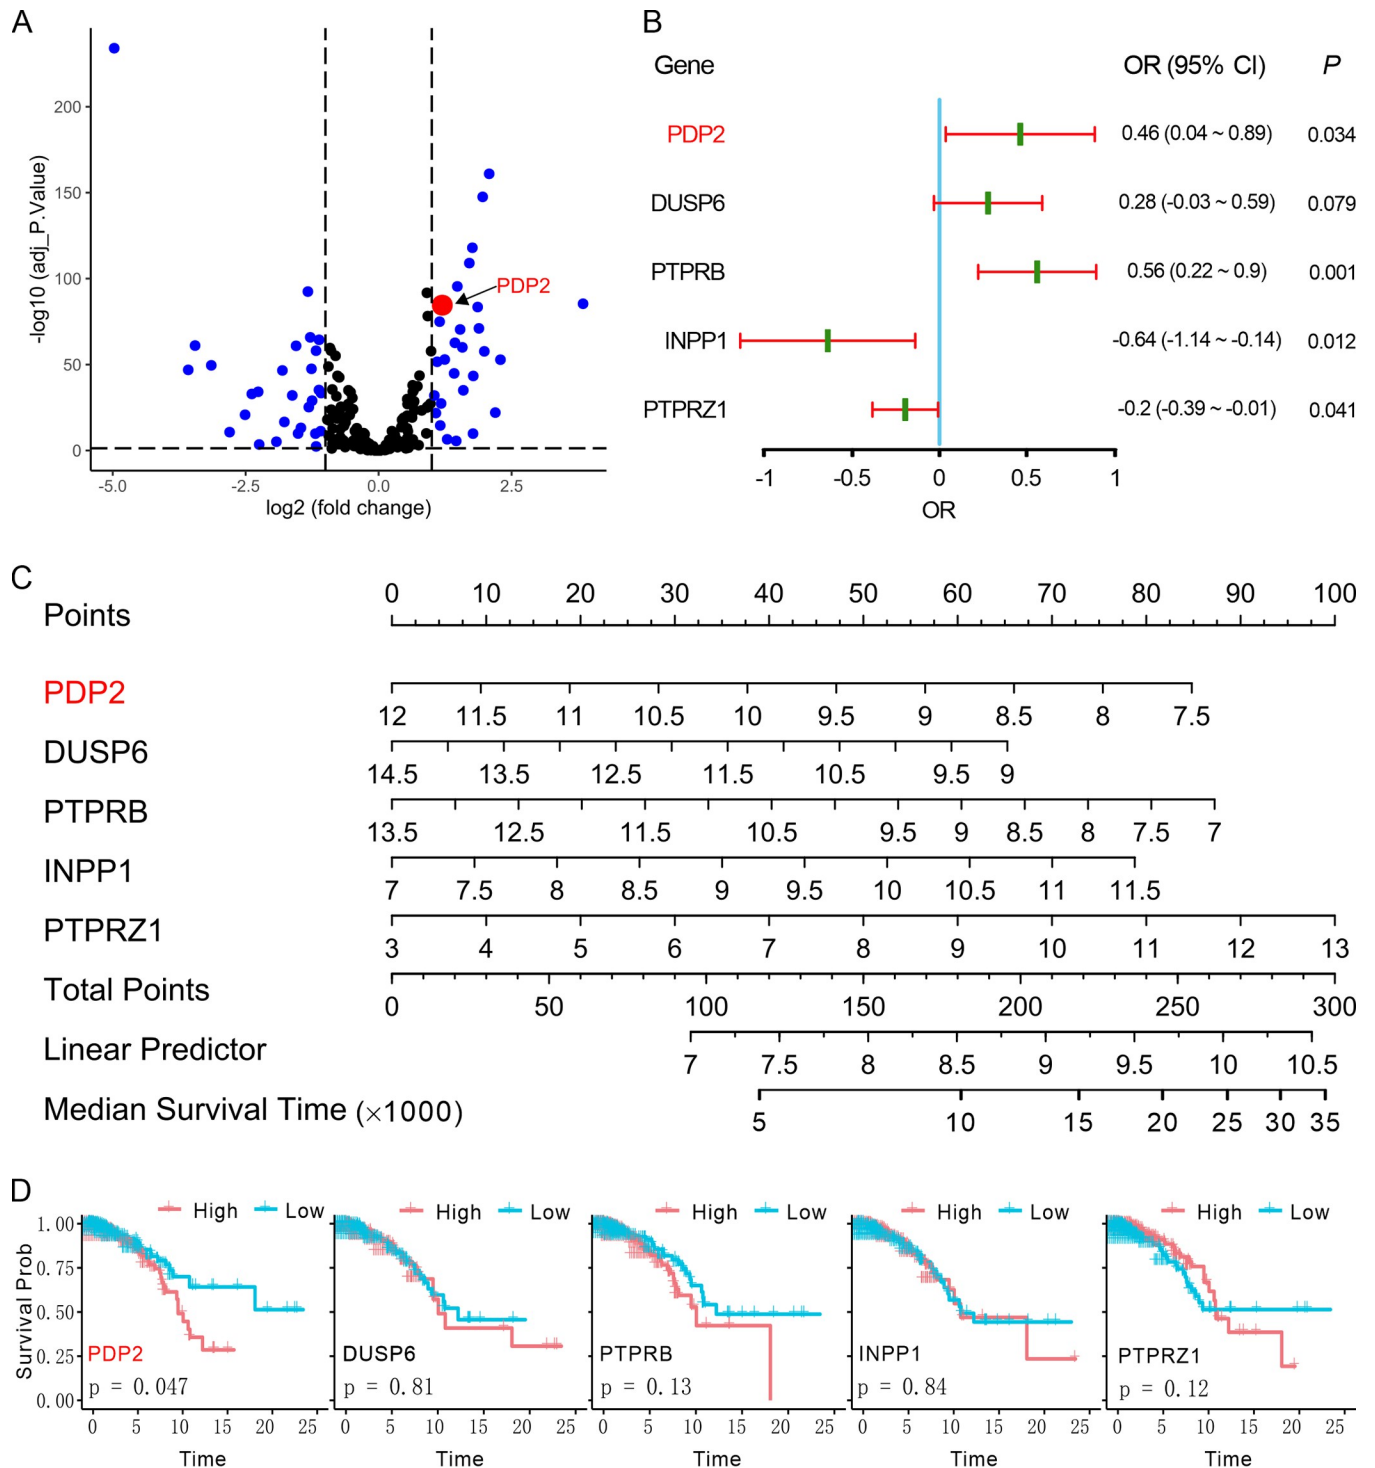 A
-log10 (adj_P.Value)
200
150
100
50
0
PDP2
-5.0 -2.5 0.0 2.5
log2 (fold change)
B
Gene OR (95% CI) P
PDP2 0.46 (0.04 ~ 0.89) 0.034
DUSP6 0.28 (-0.03 ~ 0.59) 0.079
PTPRB 0.56 (0.22 ~ 0.9) 0.001
INPP1 -0.64 (-1.14 ~ -0.14) 0.012
PTPRZ1 -0.2 (-0.39 ~ -0.01) 0.041
-1 -0.5 0 0.5 1
OR
C
0 10 20 30 40 50 60 70 80 90 100
Points
PDP2
12 11.5 11 10.5 10 9.5 9 8.5 8 7.5
DUSP6
14.5 13.5 12.5 11.5 10.5 9.5 9
PTPRB
13.5 12.5 11.5 10.5 9.5 9 8.5 8 7.5 7
INPP1
7 7.5 8 8.5 9 9.5 10 10.5 11 11.5
PTPRZ1
3 4 5 6 7 8 9 10 11 12 13
Total Points
0 50 100 150 200 250 300
Linear Predictor
7 7.5 8 8.5 9 9.5 10 10.5
Median Survival Time (×1000)
5 10 15 20 25 30 35
D
Survival Prob
1.00
0.75
0.50
0.25
0.00
High Low
PDP2
p = 0.047
0 5 10 15 20 25
Time
High Low
DUSP6
p = 0.81
0 5 10 15 20 25
Time
High Low
PTPRB
p = 0.13
0 5 10 15 20 25
Time
High Low
INPP1
p = 0.84
0 5 10 15 20 25
Time
High Low
PTPRZ1
p = 0.12
0 5 10 15 20 25
Time